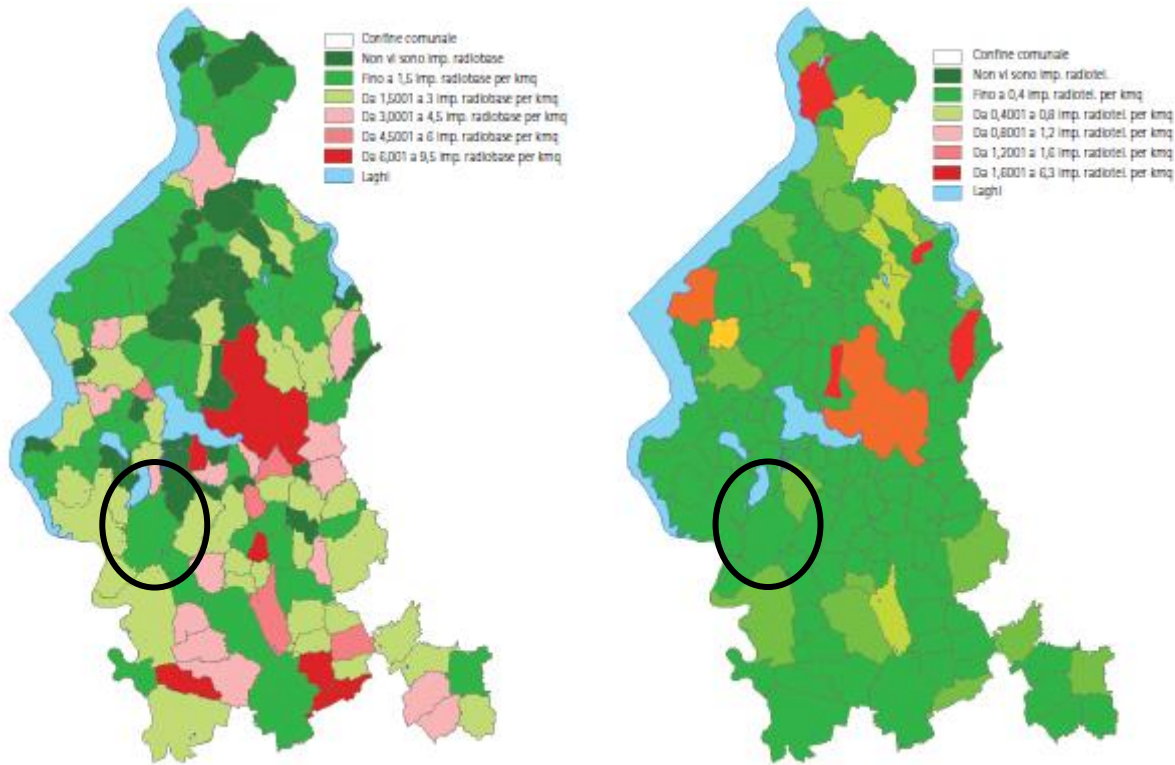 Confine comunale
Non vi sono imp. radiobase
Fino a 1,5 imp. radiobase per kmq
Da 1,5001 a 3 imp. radiobase per kmq
Da 3,0001 a 4,5 imp. radiobase per kmq
Da 4,5001 a 6 imp. radiobase per kmq
Da 6,001 a 9,5 imp. radiobase per kmq
Laghi
Confine comunale
Non vi sono imp. radiotel.
Fino a 0,4 imp. radiotel. per kmq
Da 0,4001 a 0,8 imp. radiotel. per kmq
Da 0,8001 a 1,2 imp. radiotel. per kmq
Da 1,2001 a 1,6 imp. radiotel. per kmq
Da 1,6001 a 6,3 imp. radiotel. per kmq
Laghi